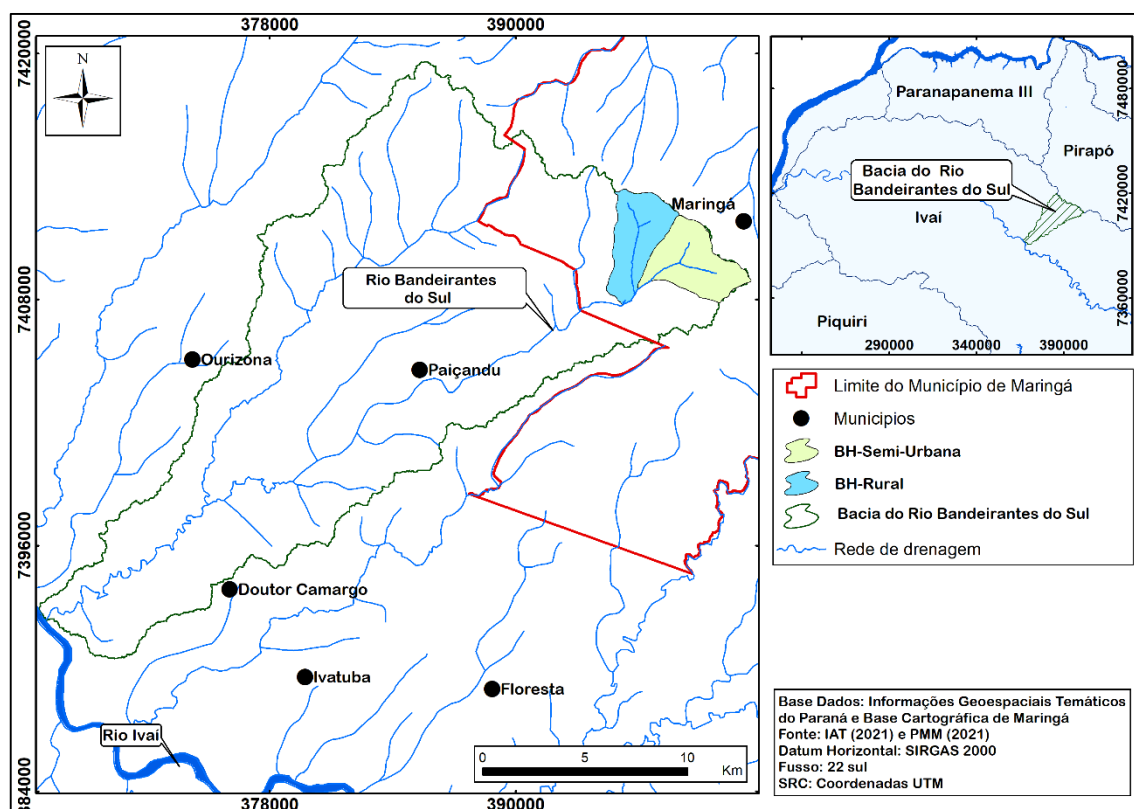 378000
390000
7420000
7408000
7396000
7384000
N
Maringá
Rio Bandeirantes
do Sul
Ourizona
Paiçandu
Doutor Camargo
Ivatuba
Floresta
Rio Ivaí
0
5
10
Km
378000
390000
Paranapanema III
Pirapó
Bacia do Rio
Bandeirantes do Sul
Ivaí
Piquiri
7480000
7420000
7360000
290000
340000
390000
Limite do Município de Maringá
Municipios
BH-Semi-Urbana
BH-Rural
Bacia do Rio Bandeirantes do Sul
Rede de drenagem
Base Dados: Informações Geoespaciais Temáticos
do Paraná e Base Cartográfica de Maringá
Fonte: IAT (2021) e PMM (2021)
Datum Horizontal: SIRGAS 2000
Fusso: 22 sul
SRC: Coordenadas UTM